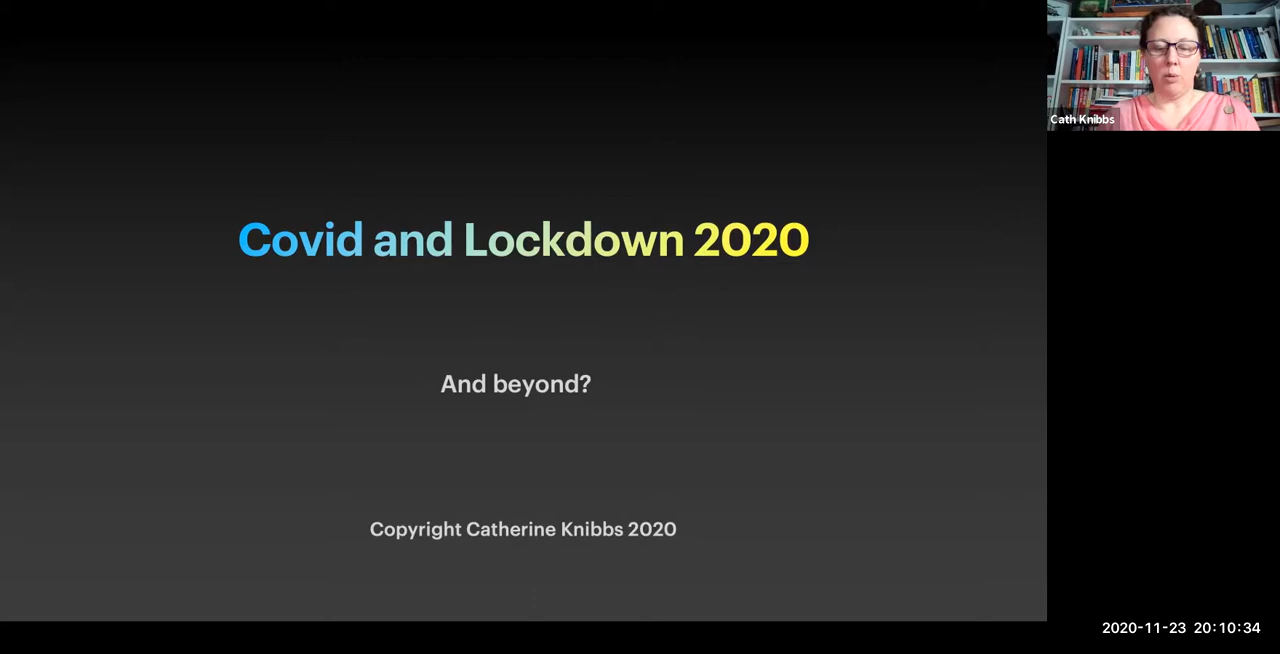 Cath Knibbs
Covid and Lockdown 2020
And beyond?
Copyright Catherine Knibbs 2020
2020-11-23 20:10:34